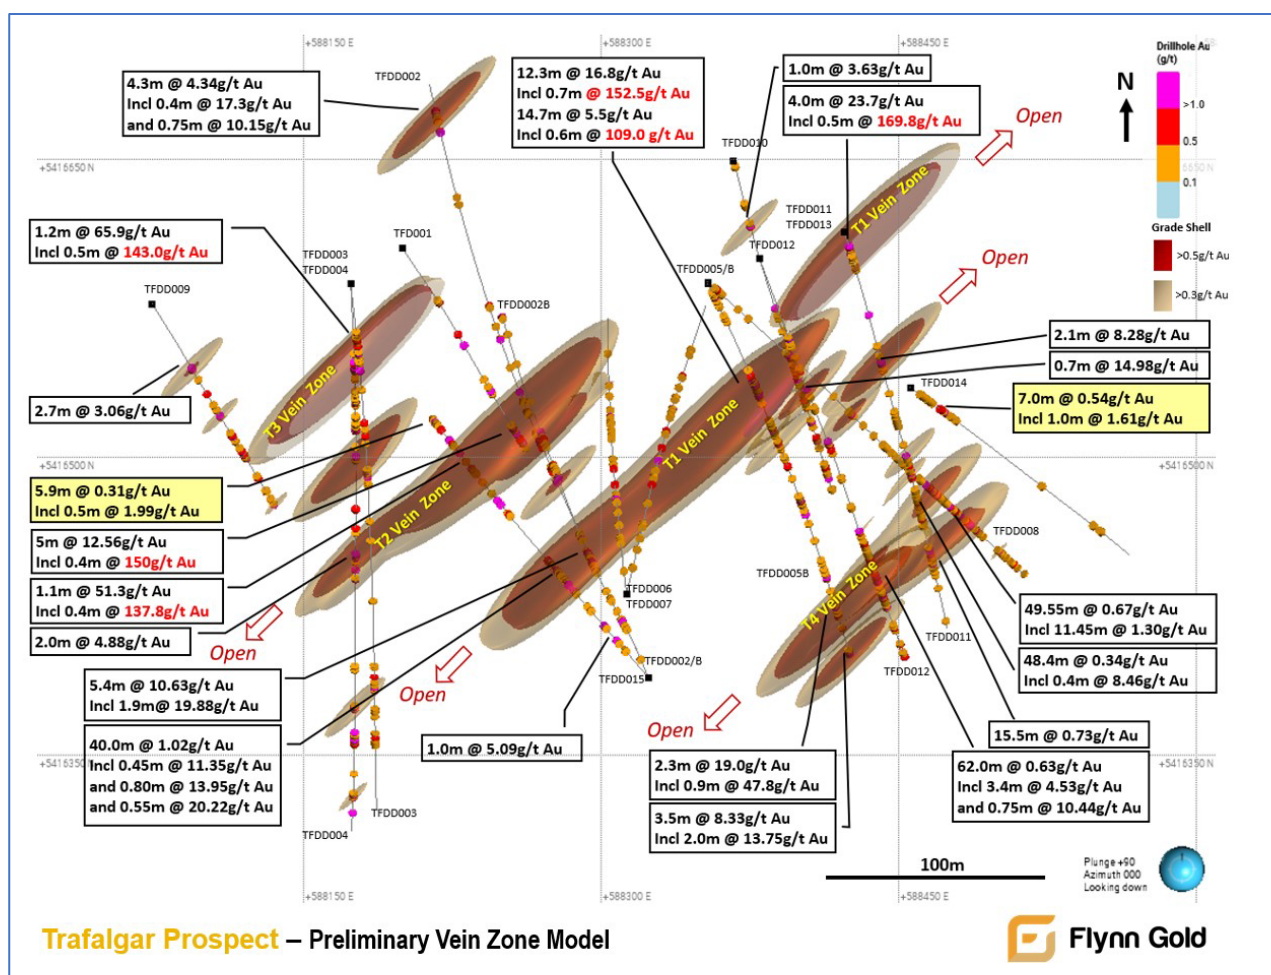 +588150 E
+588300 E
+588450 E
Drillhole Au
(g/t)
>1.0
0.5
0.1
Grade Shell
>0.5g/t Au
>0.3g/t Au
N
4.3m @ 4.34g/t Au
Incl 0.4m @ 17.3g/t Au
and 0.75m @ 10.15g/t Au
TFDD002
12.3m @ 16.8g/t Au
Incl 0.7m @ 152.5g/t Au
14.7m @ 5.5g/t Au
Incl 0.6m @ 109.0 g/t Au
1.0m @ 3.63g/t Au
4.0m @ 23.7g/t Au
Incl 0.5m @ 169.8g/t Au
Open
TFDD010
+5416650 N
T1 Vein Zone
TFDD011
TFDD013
TFDD012
1.2m @ 65.9g/t Au
Incl 0.5m @ 143.0g/t Au
TFD001
TFDD003
TFDD004
TFDD005/B
Open
TFDD009
TFDD002B
2.1m @ 8.28g/t Au
0.7m @ 14.98g/t Au
TFDD014
7.0m @ 0.54g/t Au
Incl 1.0m @ 1.61g/t Au
2.7m @ 3.06g/t Au
T3 Vein Zone
T1 Vein Zone
+5416500 N
5.9m @ 0.31g/t Au
Incl 0.5m @ 1.99g/t Au
T2 Vein Zone
5m @ 12.56g/t Au
Incl 0.4m @ 150g/t Au
TFDD008
1.1m @ 51.3g/t Au
Incl 0.4m @ 137.8g/t Au
TFDD005B
TFDD006
TFDD007
T4 Vein Zone
49.55m @ 0.67g/t Au
Incl 11.45m @ 1.30g/t Au
2.0m @ 4.88g/t Au
Open
TFDD011
48.4m @ 0.34g/t Au
Incl 0.4m @ 8.46g/t Au
TFDD002/B
TFDD015
TFDD012
5.4m @ 10.63g/t Au
Incl 1.9m@ 19.88g/t Au
Open
Open
15.5m @ 0.73g/t Au
40.0m @ 1.02g/t Au
Incl 0.45m @ 11.35g/t Au
and 0.80m @ 13.95g/t Au
and 0.55m @ 20.22g/t Au
1.0m @ 5.09g/t Au
2.3m @ 19.0g/t Au
Incl 0.9m @ 47.8g/t Au
62.0m @ 0.63g/t Au
Incl 3.4m @ 4.53g/t Au
and 0.75m @ 10.44g/t Au
+5416350 N
+5416350 N
3.5m @ 8.33g/t Au
Incl 2.0m @ 13.75g/t Au
TFDD003
TFDD004
100m
Plunge +90
Azimuth 000
Looking down
+588150 E
+588300 E
+588450 E
Trafalgar Prospect – Preliminary Vein Zone Model
Flynn Gold